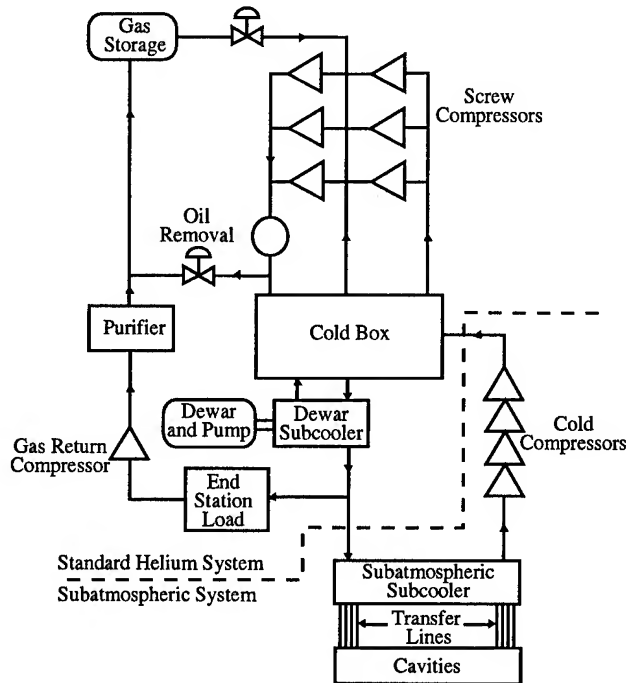 Gas
Storage
Screw
Compressors
Oil
Removal
Purifier
Cold Box
Dewar
and Pump
Dewar
Subcooler
Cold
Compressors
Gas Return
Compressor
End
Station
Load
Standard Helium System
Subatmospheric System
Subatmospheric
Subcooler
Transfer
Lines
Cavities